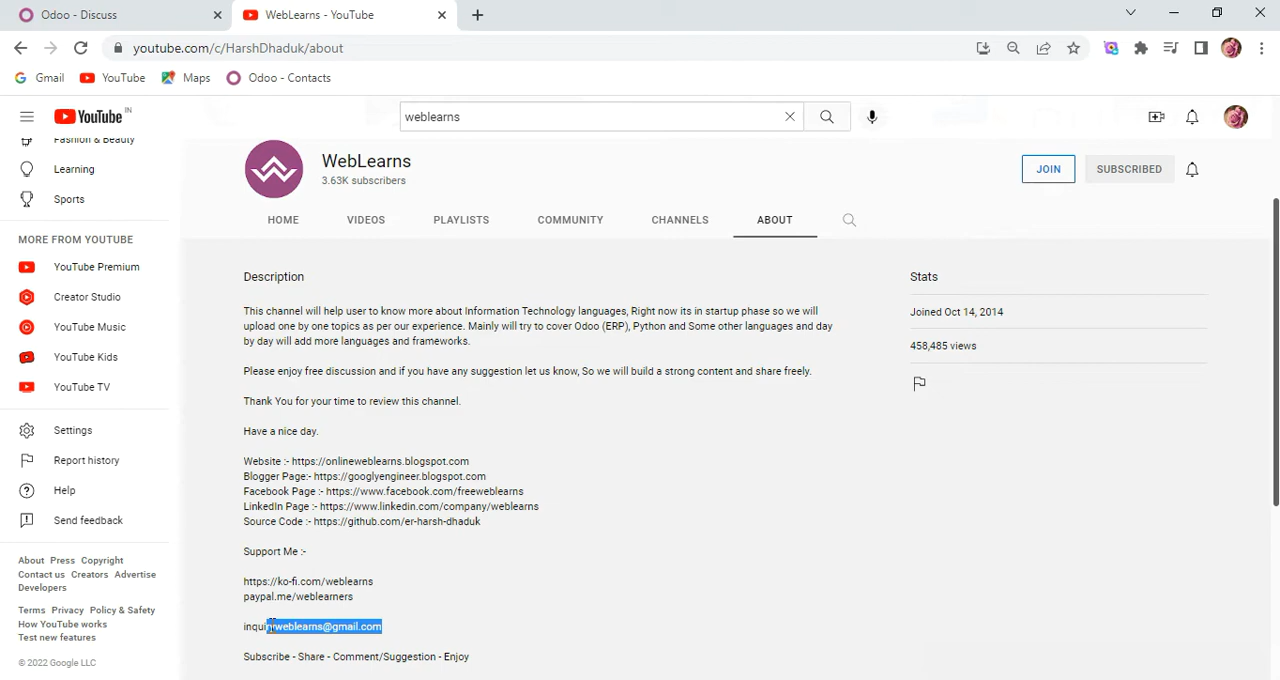 Odoo - Discuss
WebLearns - YouTube
youtube.com/c/HarshDhaduk/about
Gmail
YouTube
Maps
Odoo - Contacts
YouTube IN
weblearns
Fashion & Beauty
Learning
Sports
MORE FROM YOUTUBE
YouTube Premium
Creator Studio
YouTube Music
YouTube Kids
YouTube TV
Settings
Report history
Help
Send feedback
About Press Copyright
Contact us Creators Advertise
Developers
Terms Privacy Policy & Safety
How YouTube works
Test new features
© 2022 Google LLC
WebLearns
3.63K subscribers
JOIN
SUBSCRIBED
HOME
VIDEOS
PLAYLISTS
COMMUNITY
CHANNELS
ABOUT
Description
This channel will help user to know more about Information Technology languages, Right now its in startup phase so we will
upload one by one topics as per our experience. Mainly will try to cover Odoo (ERP), Python and Some other languages and day
by day will add more languages and frameworks.
Please enjoy free discussion and if you have any suggestion let us know, So we will build a strong content and share freely.
Thank You for your time to review this channel.
Have a nice day.
Website :- https://onlineweblearns.blogspot.com
Blogger Page:- https://googlyengineer.blogspot.com
Facebook Page :- https://www.facebook.com/freeweblearns
LinkedIn Page :- https://www.linkedin.com/company/weblearns
Source Code :- https://github.com/er-harsh-dhaduk
Support Me :-
https://ko-fi.com/weblearns
paypal.me/weblearners
Subscribe - Share - Comment/Suggestion - Enjoy
Stats
Joined Oct 14, 2014
458,485 views